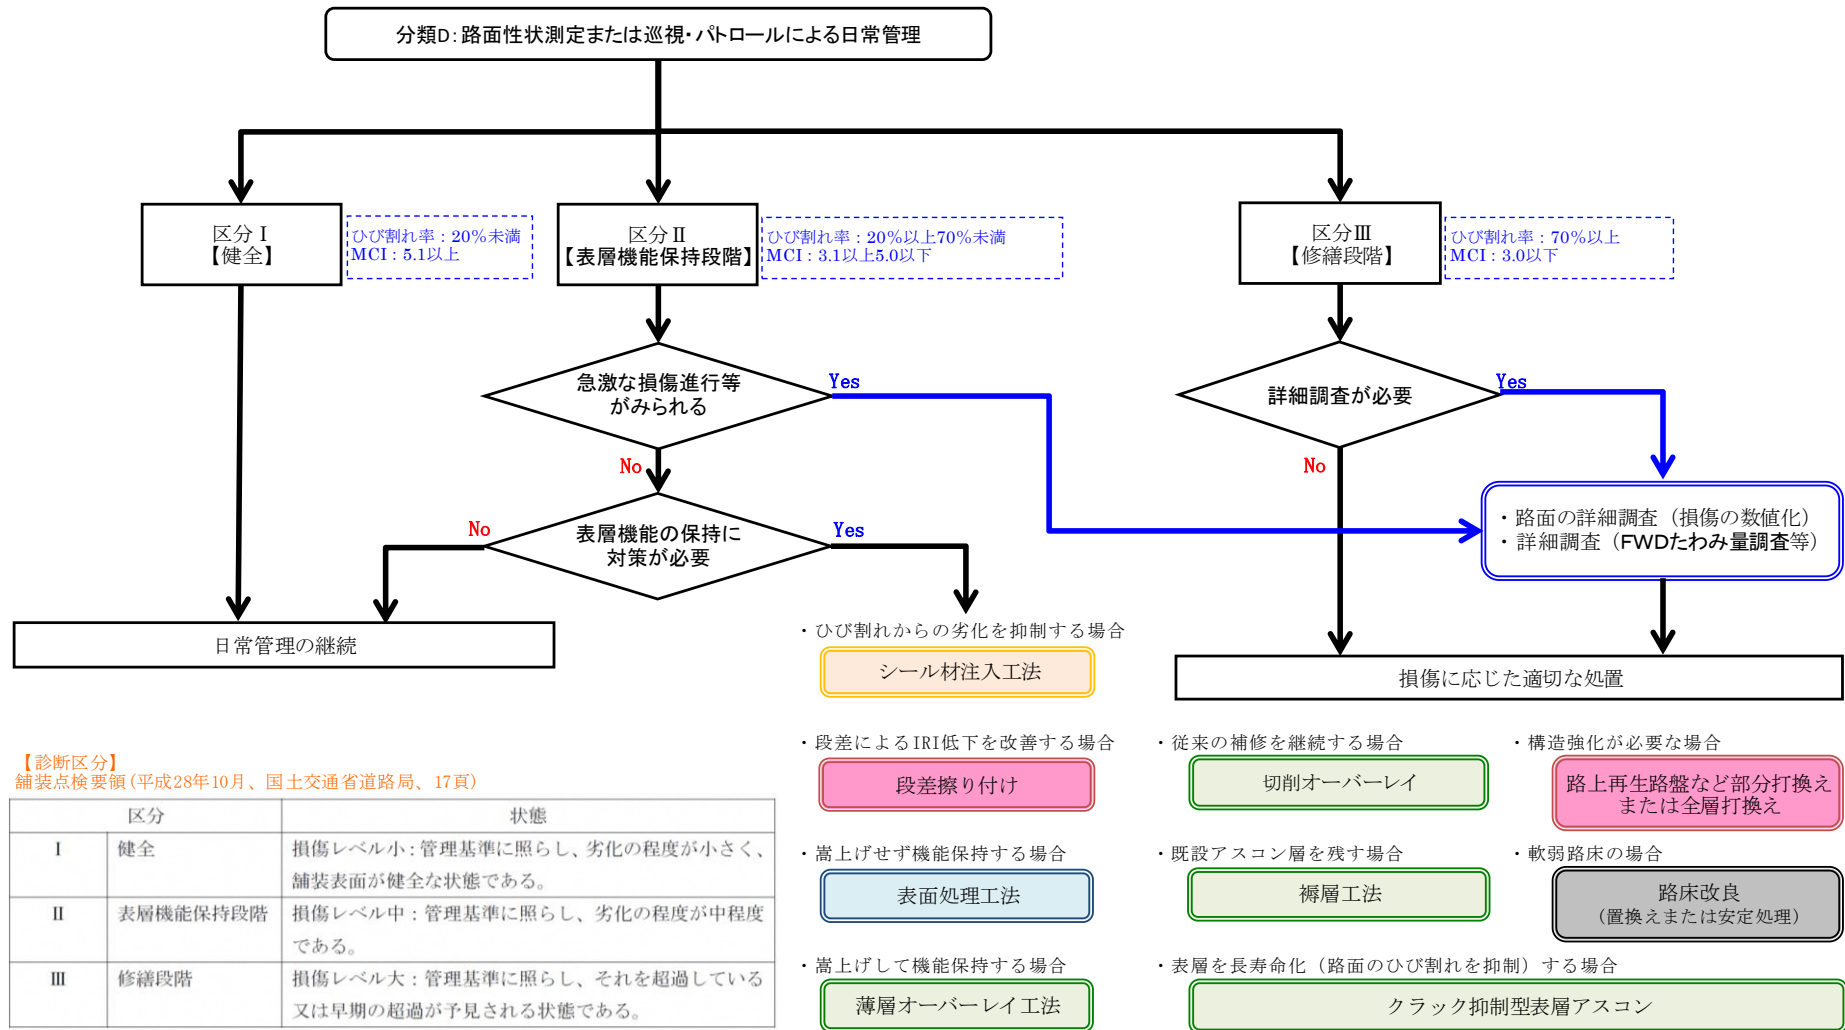 分類D:路面性状測定または巡視・パトロールによる日常管理
区分Ⅰ
【健全】
ひび割れ率:20%未満
MCI:5.1以上
区分Ⅱ
【表層機能保持段階】
ひび割れ率:20%以上70%未満
MCI:3.1以上5.0以下
区分Ⅲ
【修繕段階】
ひび割れ率:70%以上
MCI:3.0以下
急激な損傷進行等
がみられる
Yes
No
詳細調査が必要
Yes
No
表層機能の保持に
対策が必要
No
Yes
・路面の詳細調査(損傷の数値化)
・詳細調査(FWDたわみ量調査等)
日常管理の継続
損傷に応じた適切な処置
・ひび割れからの劣化を抑制する場合
シール材注入工法
・段差によるIRI低下を改善する場合
段差擦り付け
・嵩上げせず機能保持する場合
表面処理工法
・嵩上げして機能保持する場合
薄層オーバーレイ工法
・従来の補修を継続する場合
切削オーバーレイ
・構造強化が必要な場合
路上再生路盤など部分打換え
または全層打換え
・既設アスコン層を残す場合
褥層工法
・軟弱路床の場合
路床改良
(置換えまたは安定処理)
・表層を長寿命化(路面のひび割れを抑制)する場合
クラック抑制型表層アスコン
【診断区分】
舗装点検要領(平成28年10月、国土交通省道路局、17頁)
区分 状態
Ⅰ 健全 損傷レベル小:管理基準に照らし、劣化の程度が小さく、
舗装表面が健全な状態である。
Ⅱ 表層機能保持段階 損傷レベル中:管理基準に照らし、劣化の程度が中程度
である。
Ⅲ 修繕段階 損傷レベル大:管理基準に照らし、それを超過している
又は早期の超過が予見される状態である。